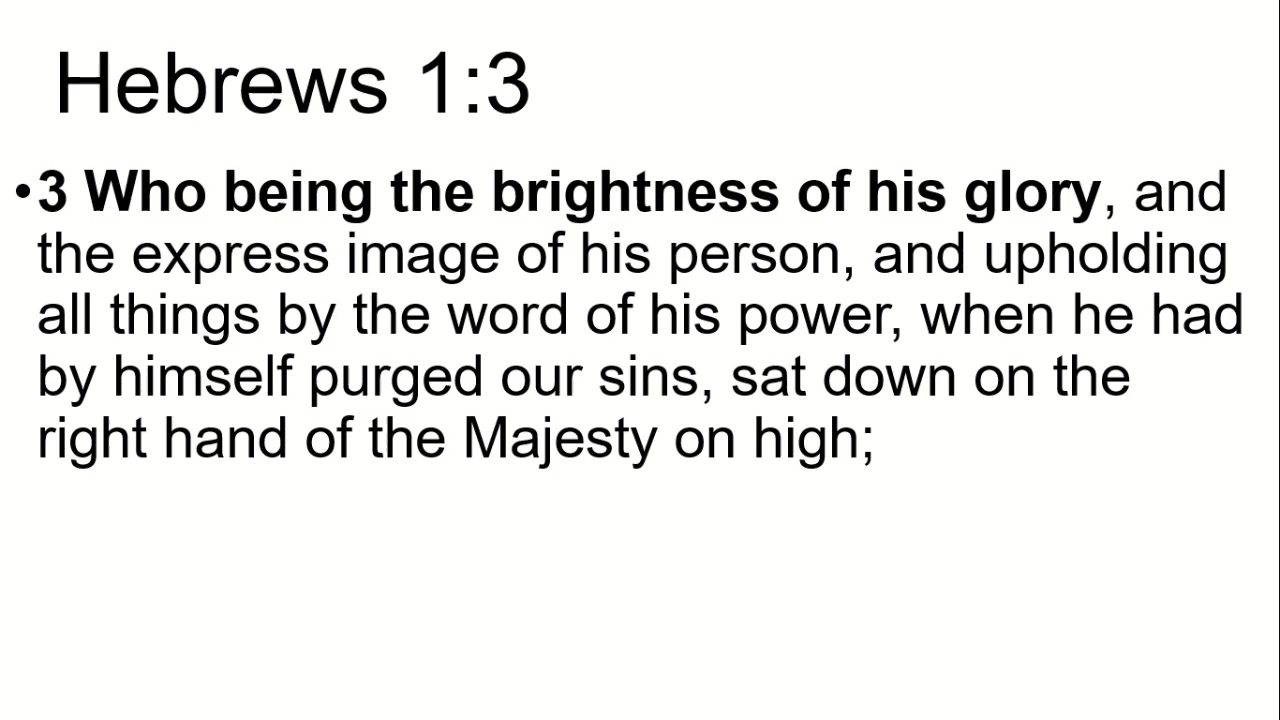 Hebrews 1:3
•3 Who being the brightness of his glory, and
the express image of his person, and upholding
all things by the word of his power, when he had
by himself purged our sins, sat down on the
right hand of the Majesty on high;